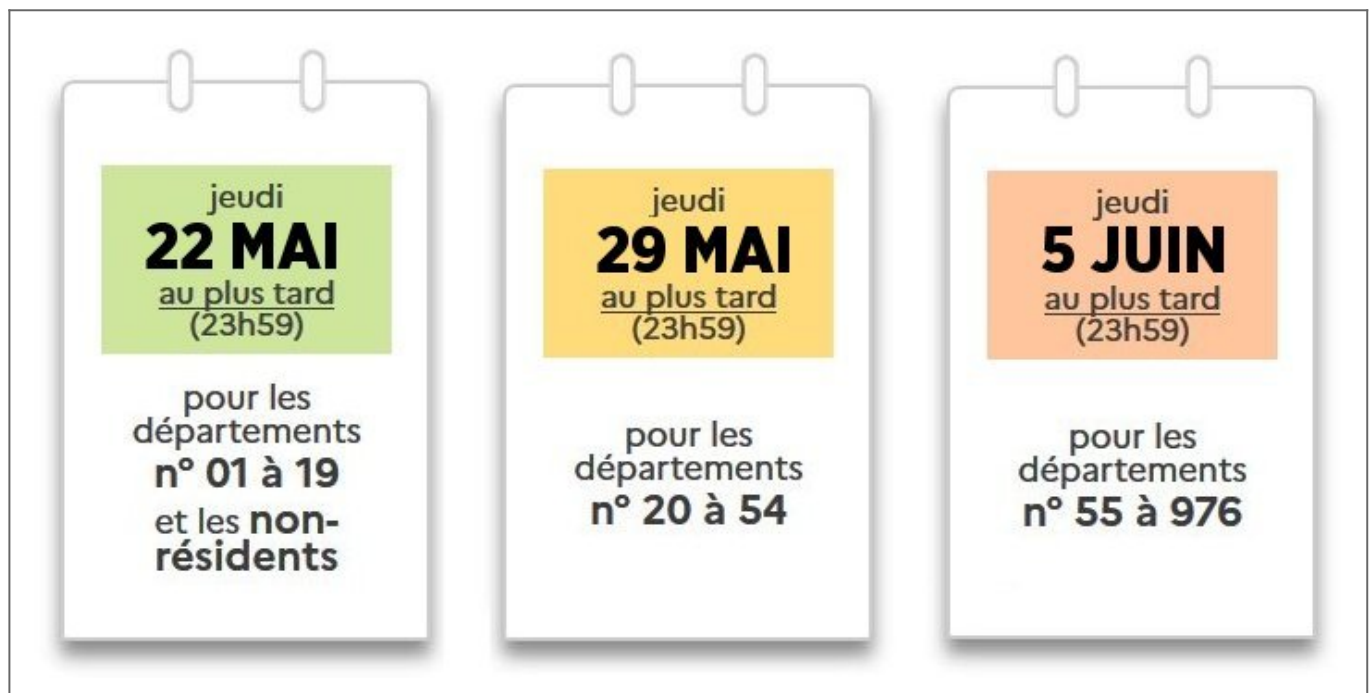 jeudi
22 MAI
au plus tard
(23h59)
pour les
départements
n° 01 à 19
et les non-
résidents
jeudi
29 MAI
au plus tard
(23h59)
pour les
départements
n° 20 à 54
jeudi
5 JUIN
au plus tard
(23h59)
pour les
départements
n° 55 à 976